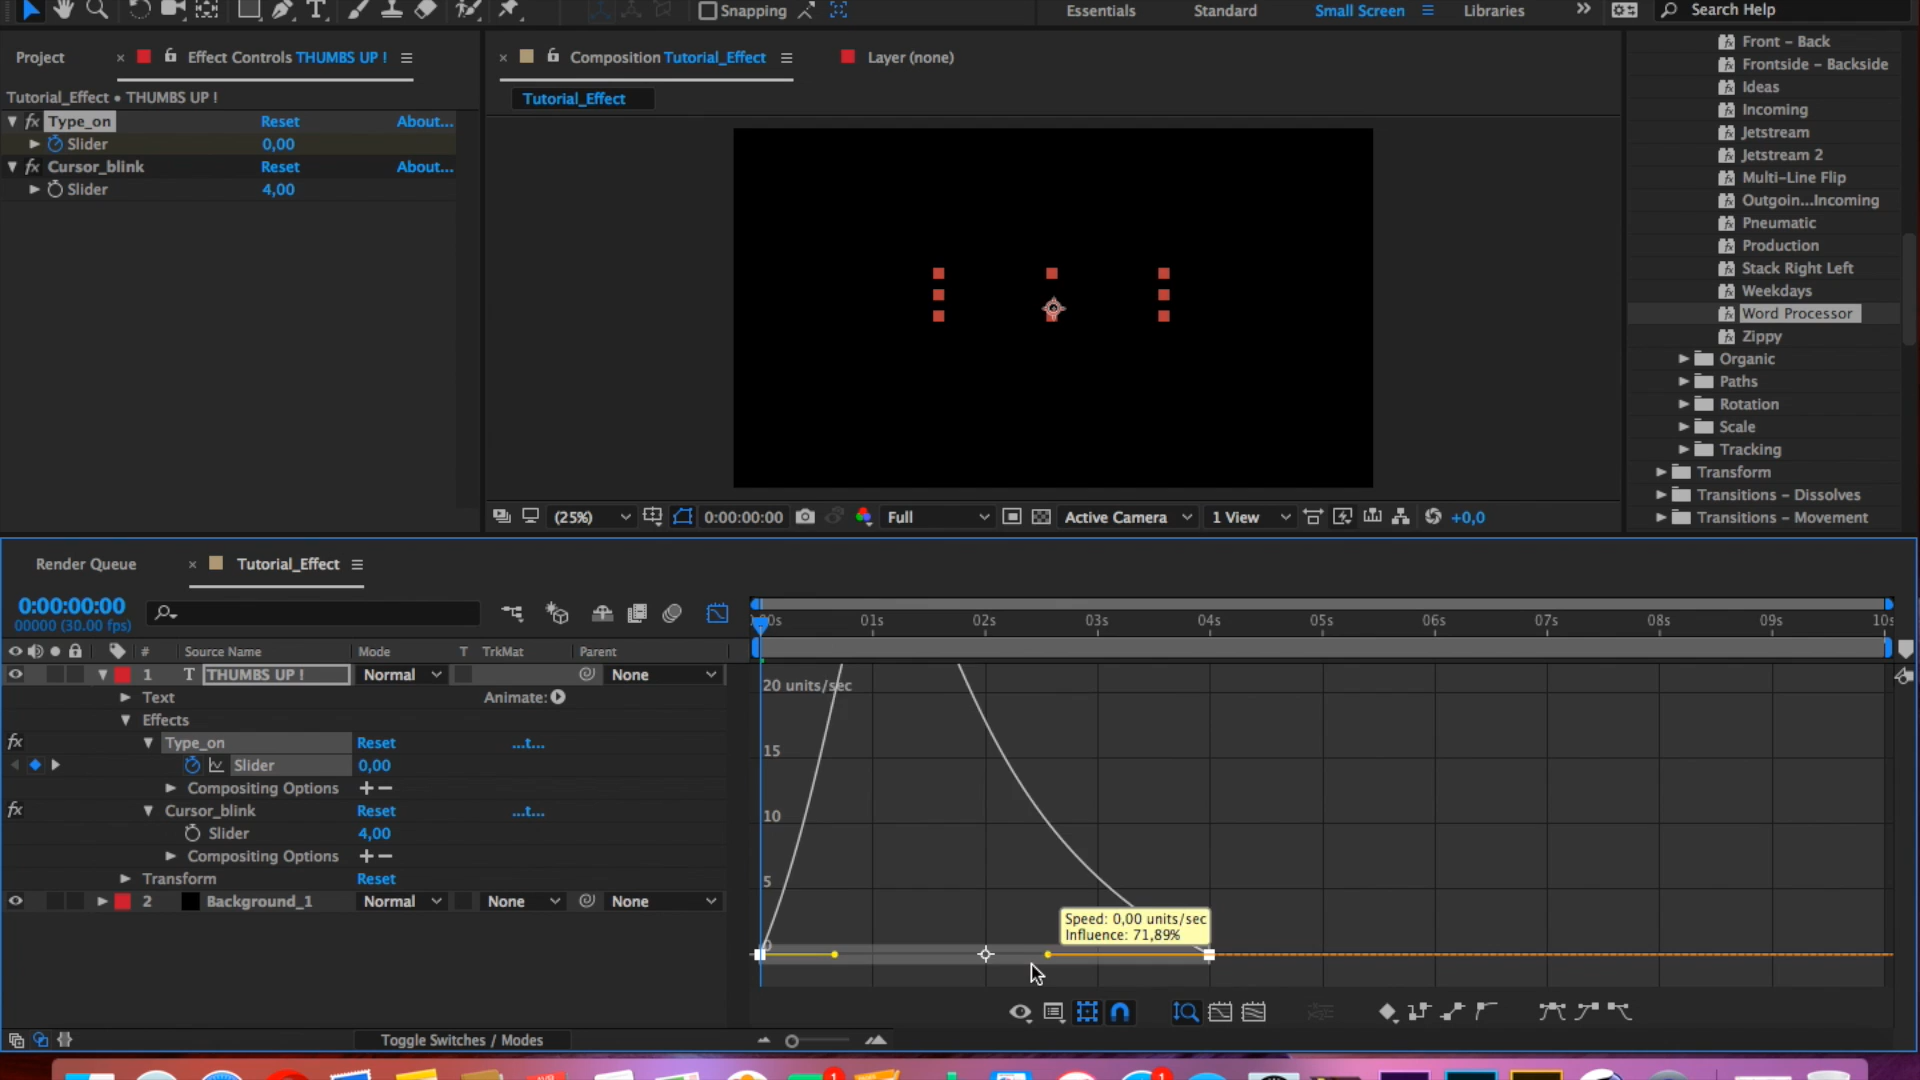 Snapping
Essentials
Standard
Small Screen
Libraries
Search Help
Project
Effect Controls THUMBS UP !
Composition Tutorial_Effect
Layer (none)
Tutorial_Effect • THUMBS UP !
Tutorial_Effect
fx Type_on Reset About...
Slider 0,00
fx Cursor_blink Reset About...
Slider 4,00
Front – Back
Frontside – Backside
Ideas
Incoming
Jetstream
Jetstream 2
Multi-Line Flip
Outgoin...Incoming
Pneumatic
Production
Stack Right Left
Weekdays
Word Processor
Zippy
Organic
Paths
Rotation
Scale
Tracking
Transform
Transitions – Dissolves
Transitions – Movement
(25%) 0:00:00:00 Full Active Camera 1 View +0,0
Render Queue
Tutorial_Effect
0:00:00:00
00000 (30.00 fps)
# Source Name Mode T TrkMat Parent
1 T THUMBS UP ! Normal None
Text Animate:
Effects
fx Type_on Reset ...t...
Slider 0,00
Compositing Options + –
fx Cursor_blink Reset ...t...
Slider 4,00
Compositing Options + –
Transform Reset
2 Background_1 Normal None None
01s 02s 03s 04s 05s 06s 07s 08s 09s
20 units/sec
15
10
5
0
Speed: 0,00 units/sec
Influence: 71,89%
Toggle Switches / Modes
1
1